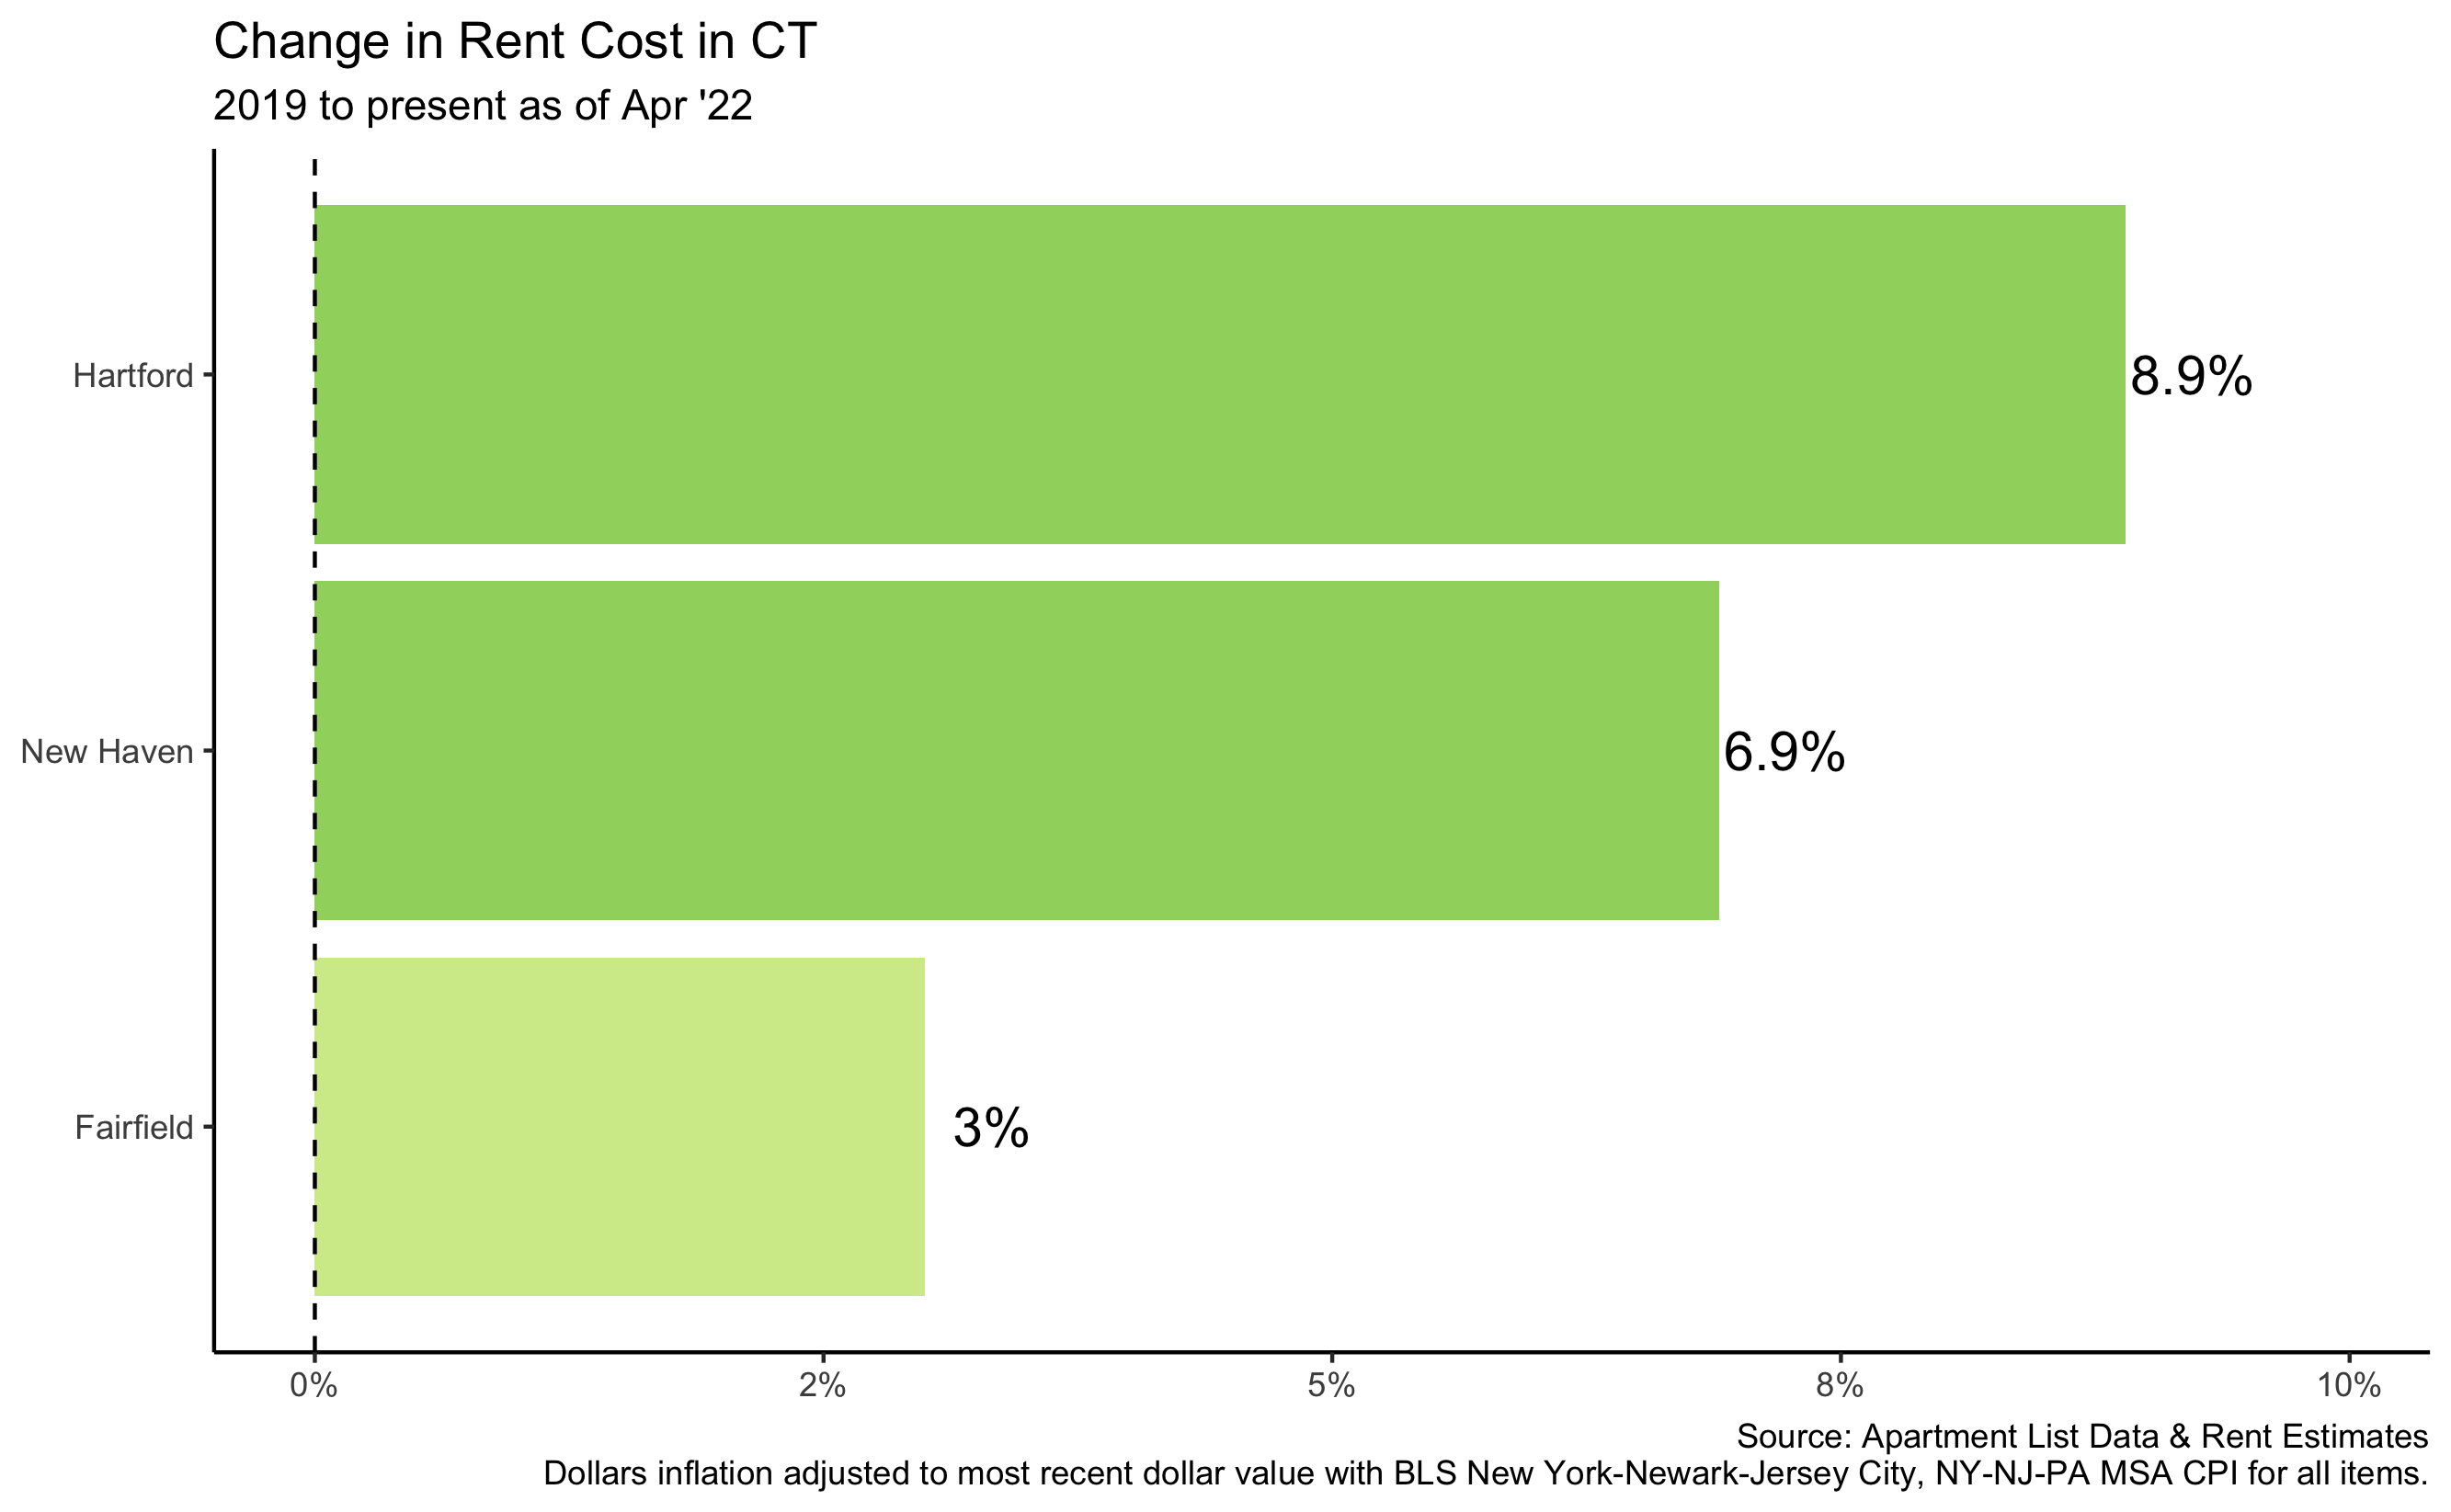 Change in Rent Cost in CT
2019 to present as of Apr '22
Hartford
8.9%
New Haven
6.9%
Fairfield
3%
0%
2%
5%
8%
10%
Source: Apartment List Data & Rent Estimates
Dollars inflation adjusted to most recent dollar value with BLS New York-Newark-Jersey City, NY-NJ-PA MSA CPI for all items.